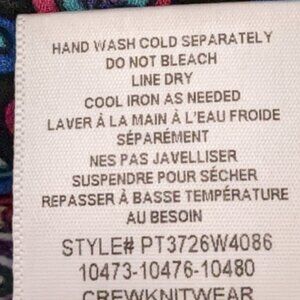 HAND WASH COLD SEPARATELY
DO NOT BLEACH
LINE DRY
COOL IRON AS NEEDED
LAVER À LA MAIN À L'EAU FROIDE
SÉPARÉMENT
NES PAS JAVELLISER
SUSPENDRE POUR SÉCHER
REPASSER À BASSE TEMPÉRATURE
AU BESOIN
STYLE# PT3726W4086
10473-10476-10480
CREWKNITWEAR